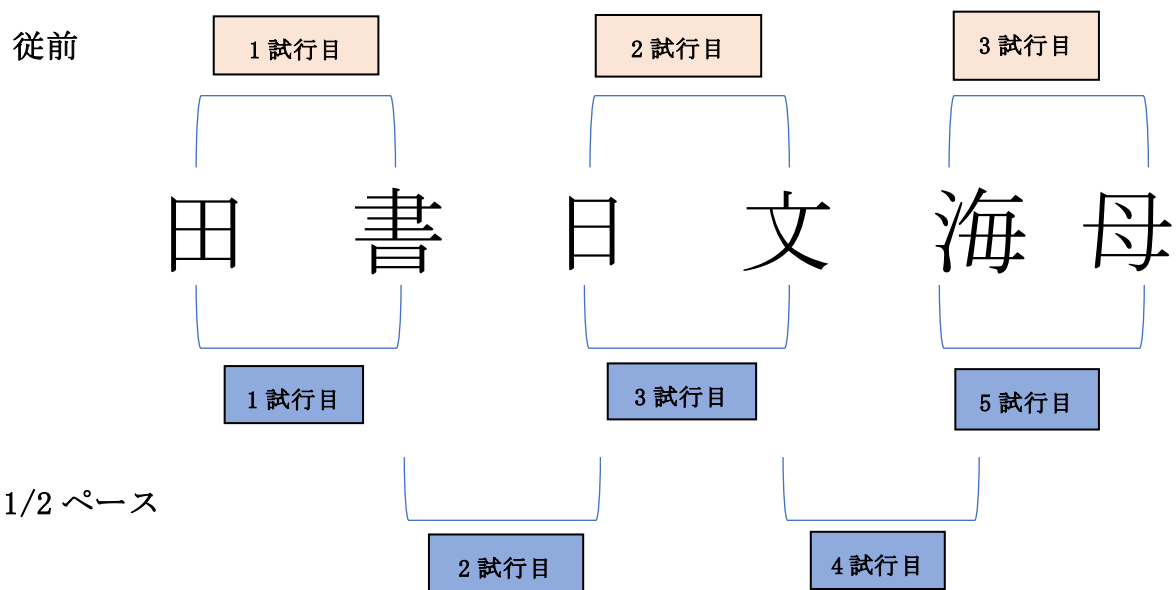 従前
1 試行目 2 試行目 3 試行目
田 書 日 文 海 母
1 試行目 3 試行目 5 試行目
1/2 ペース
2 試行目 4 試行目